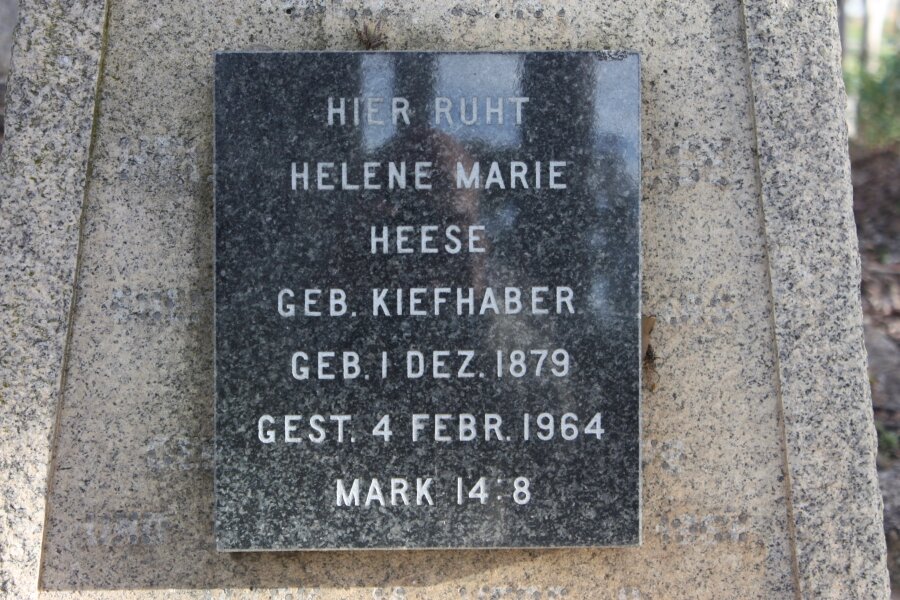 HIER RUHT
HELENE MARIE
HEESE
GEB. KIEFHABER
GEB. 1 DEZ. 1879
GEST. 4 FEBR. 1964
MARK 14:8